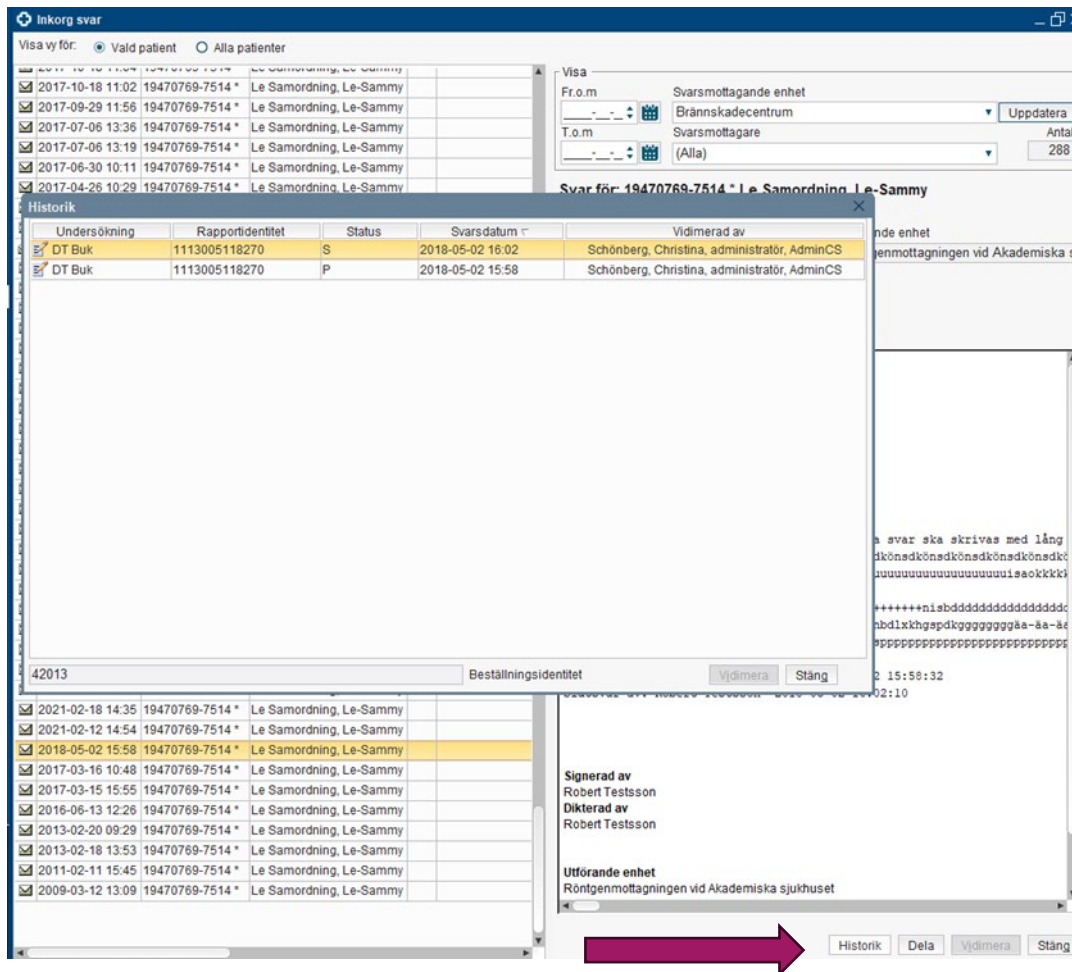 Inkorg svar
Visa vy för: Vald patient Alla patienter
2017-10-18 11:02 19470769-7514 * Le Samordning, Le-Sammy
2017-09-29 11:56 19470769-7514 * Le Samordning, Le-Sammy
2017-07-06 13:36 19470769-7514 * Le Samordning, Le-Sammy
2017-07-06 13:19 19470769-7514 * Le Samordning, Le-Sammy
2017-06-30 10:11 19470769-7514 * Le Samordning, Le-Sammy
2017-04-26 10:29 19470769-7514 * Le Samordning, Le-Sammy
Visa
Fr.o.m Svarsmottagande enhet
____-__-__ Brännskadecentrum Uppdatera
T.o.m Svarsmottagare Antal
____-__-__ (Alla) 288
Svar för: 19470769-7514 * Le Samordning, Le-Sammy
nde enhet
genmottagningen vid Akademiska s
Historik
Undersökning Rapportidentitet Status Svarsdatum Vidimerad av
DT Buk 1113005118270 S 2018-05-02 16:02 Schönberg, Christina, administratör, AdminCS
DT Buk 1113005118270 P 2018-05-02 15:58 Schönberg, Christina, administratör, AdminCS
42013 Beställningsidentitet Vidimera Stäng
a svar ska skrivas med lång
2 15:58:32
02:10
2021-02-18 14:35 19470769-7514 * Le Samordning, Le-Sammy
2021-02-12 14:54 19470769-7514 * Le Samordning, Le-Sammy
2018-05-02 15:58 19470769-7514 * Le Samordning, Le-Sammy
2017-03-16 10:48 19470769-7514 * Le Samordning, Le-Sammy
2017-03-15 15:55 19470769-7514 * Le Samordning, Le-Sammy
2016-06-13 12:26 19470769-7514 * Le Samordning, Le-Sammy
2013-02-20 09:29 19470769-7514 * Le Samordning, Le-Sammy
2013-02-18 13:53 19470769-7514 * Le Samordning, Le-Sammy
2011-02-11 15:45 19470769-7514 * Le Samordning, Le-Sammy
2009-03-12 13:09 19470769-7514 * Le Samordning, Le-Sammy
Signerad av
Robert Testsson
Dikterad av
Robert Testsson
Utförande enhet
Röntgenmottagningen vid Akademiska sjukhuset
Historik Dela Vidimera Stäng